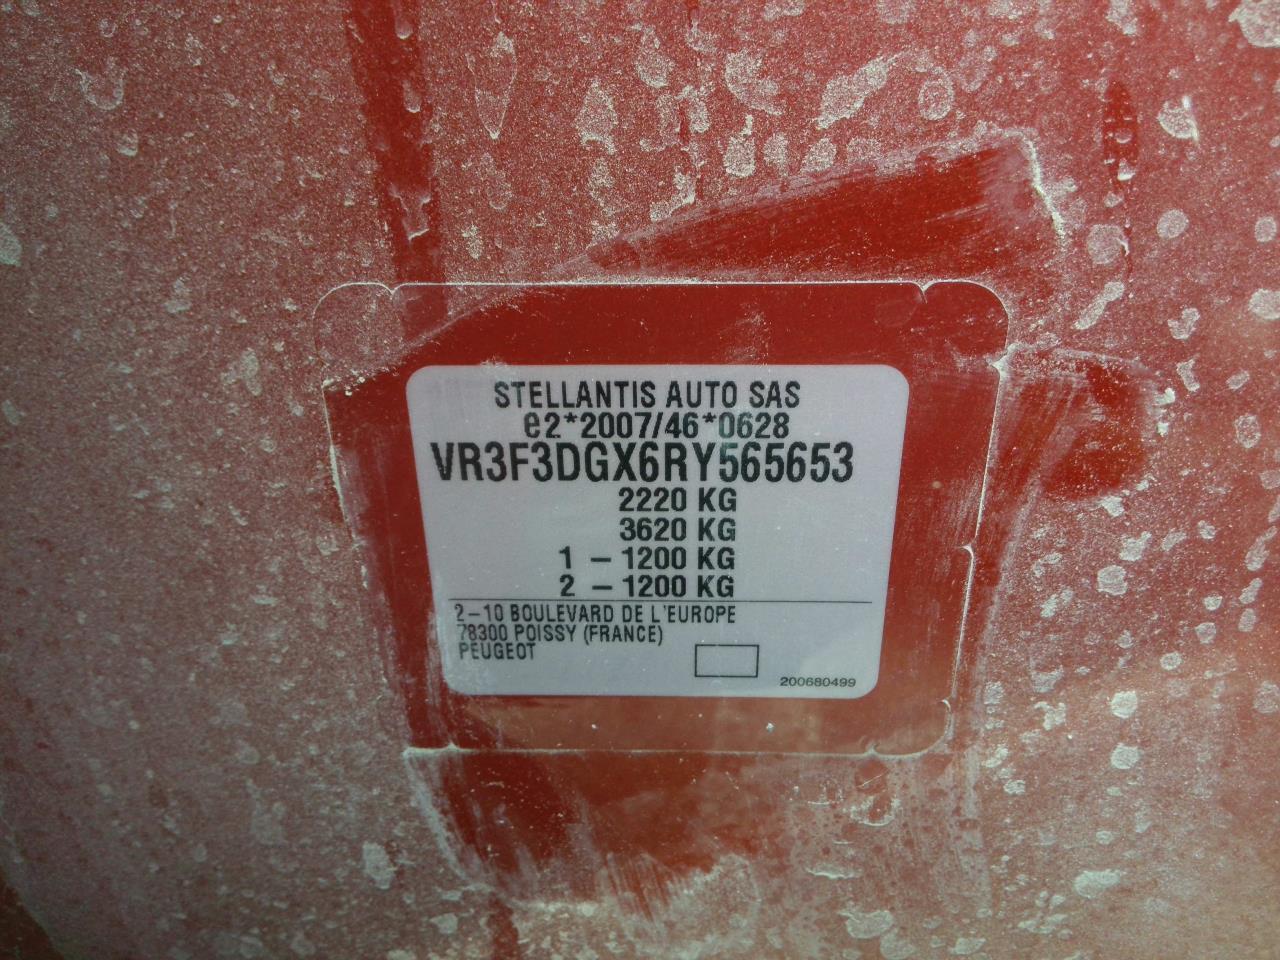 STELLANTIS AUTO SAS
e2*2007/46*0628
VR3F3DGX6RY565653
2220 KG
3620 KG
1 – 1200 KG
2 – 1200 KG
2–10 BOULEVARD DE L'EUROPE
78300 POISSY (FRANCE)
PEUGEOT
200680499